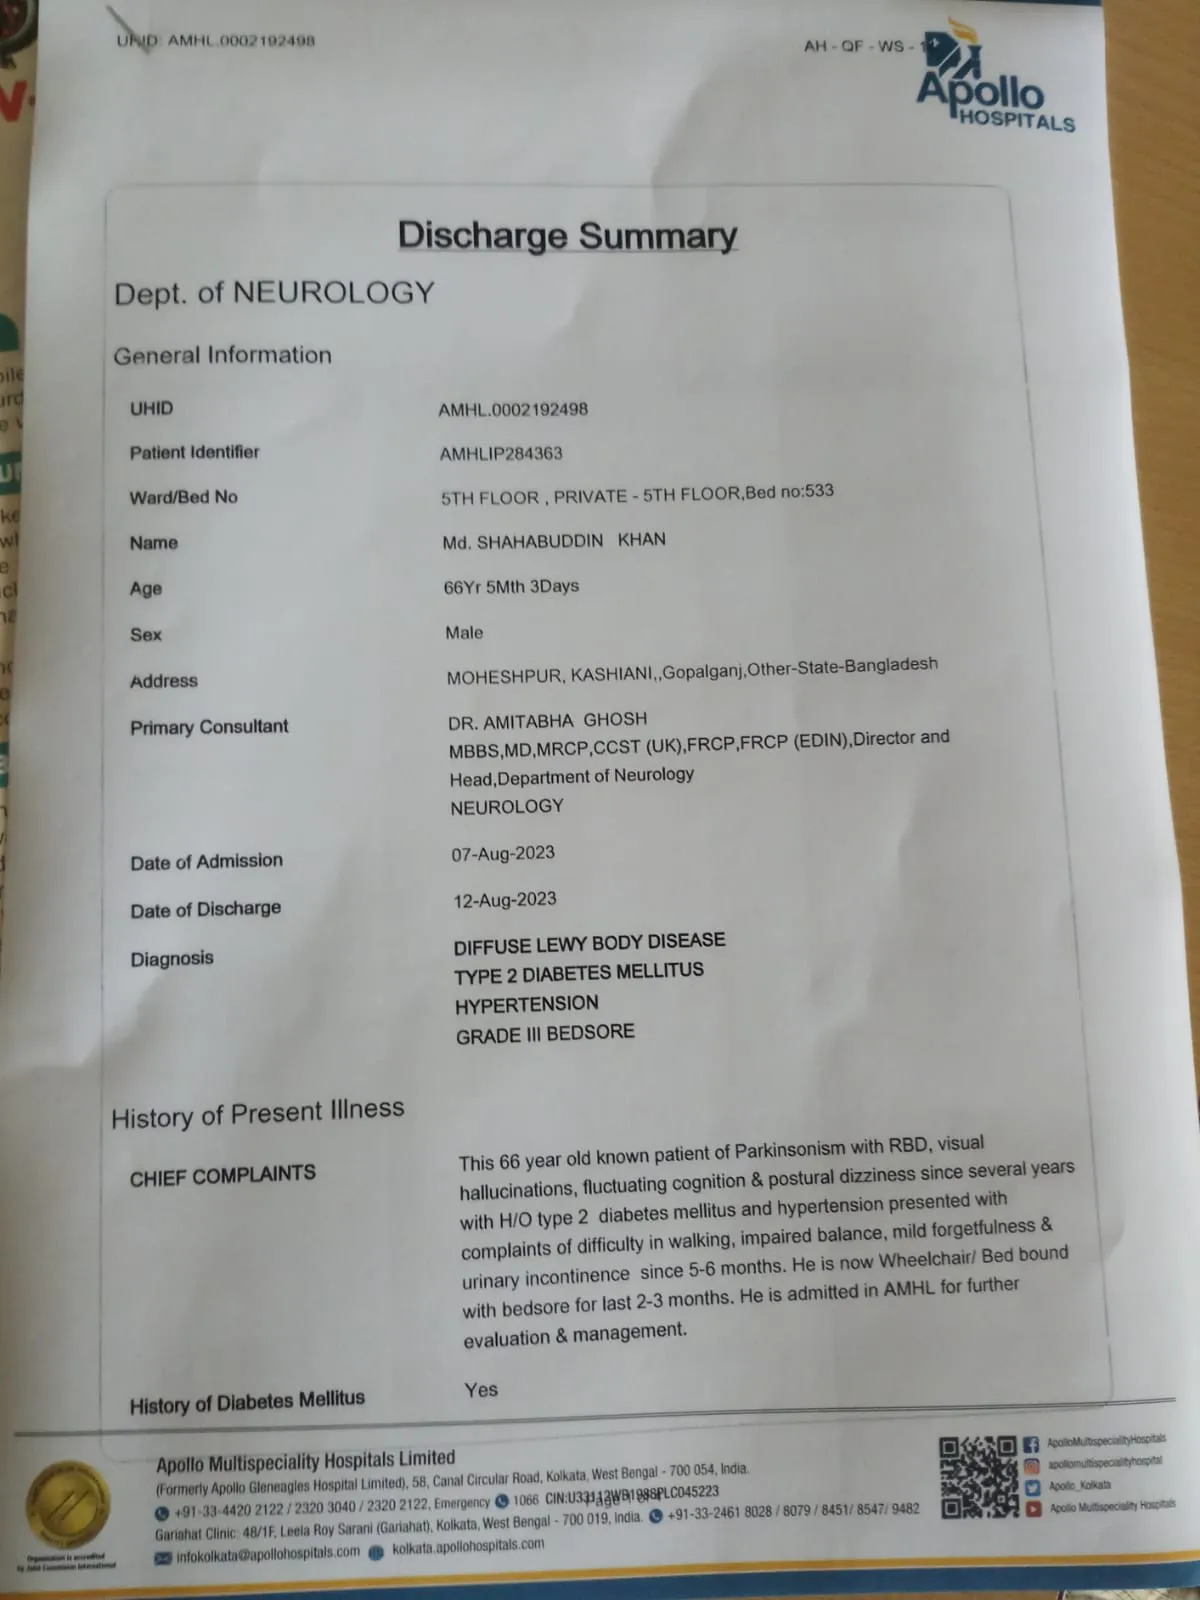 UHID: AMHL.0002192498
AH - QF - WS -
Apollo
HOSPITALS
Discharge Summary
Dept. of NEUROLOGY
General Information
UHID AMHL.0002192498
Patient Identifier AMHLIP284363
Ward/Bed No 5TH FLOOR , PRIVATE - 5TH FLOOR,Bed no:533
Name Md. SHAHABUDDIN KHAN
Age 66Yr 5Mth 3Days
Sex Male
Address MOHESHPUR, KASHIANI,,Gopalganj,Other-State-Bangladesh
Primary Consultant DR. AMITABHA GHOSH
MBBS,MD,MRCP,CCST (UK),FRCP,FRCP (EDIN),Director and
Head,Department of Neurology
NEUROLOGY
Date of Admission 07-Aug-2023
Date of Discharge 12-Aug-2023
Diagnosis DIFFUSE LEWY BODY DISEASE
TYPE 2 DIABETES MELLITUS
HYPERTENSION
GRADE III BEDSORE
History of Present Illness
CHIEF COMPLAINTS This 66 year old known patient of Parkinsonism with RBD, visual
hallucinations, fluctuating cognition & postural dizziness since several years
with H/O type 2 diabetes mellitus and hypertension presented with
complaints of difficulty in walking, impaired balance, mild forgetfulness &
urinary incontinence since 5-6 months. He is now Wheelchair/ Bed bound
with bedsore for last 2-3 months. He is admitted in AMHL for further
evaluation & management.
History of Diabetes Mellitus Yes
Apollo Multispeciality Hospitals Limited
(Formerly Apollo Gleneagles Hospital Limited), 58, Canal Circular Road, Kolkata, West Bengal - 700 054, India.
+91-33-4420 2122 / 2320 3040 / 2320 2122, Emergency 1066 CIN:
Gariahat Clinic: 48/1F, Leela Roy Sarani (Gariahat), Kolkata, West Bengal - 700 019, India. +91-33-2461 8028 / 8079 / 8451/ 8547/ 9482
infokolkata@apollohospitals.com kolkata.apollohospitals.com
ApolloMultispecialityHospitals
apollomultispecialityhospital
Apollo_Kolkata
Apollo Multispeciality Hospitals
Organization is accredited
by Joint Commission International